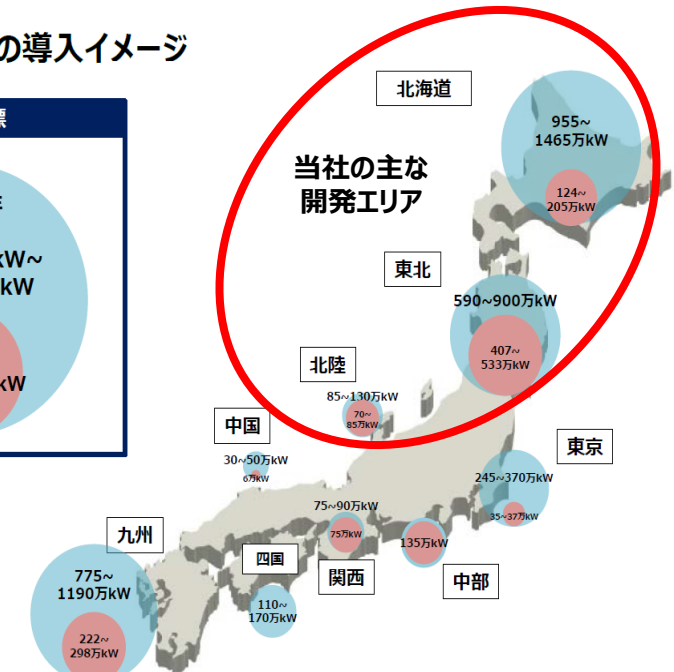 の導入イメージ
標
kW~
kW
kW
当社の主な
開発エリア
北海道
955~
1465万kW
124~
205万kW
東北
590~900万kW
407~
533万kW
北陸
85~130万kW
70~
85万kW
中国
30~50万kW
6万kW
東京
245~370万kW
35~37万kW
75~90万kW
75万kW
関西
135万kW
中部
九州
775~
1190万kW
222~
298万kW
四国
110~
170万kW